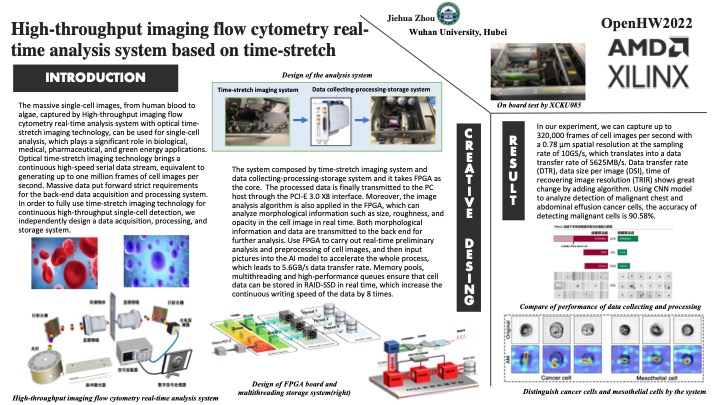 High-throughput imaging flow cytometry real-
time analysis system based on time-stretch
Jiehua Zhou
Wuhan University, Hubei
OpenHW2022
AMD
XILINX
On board test by XCKU085
INTRODUCTION
The massive single-cell images, from human blood to
algae, captured by High-throughput imaging flow
cytometry real-time analysis system with optical time-
stretch imaging technology, can be used for single-cell
analysis, which plays a significant role in biological,
medical, pharmaceutical, and green energy applications.
Optical time-stretch imaging technology brings a
continuous high-speed serial data stream, equivalent to
generating up to one million frames of cell images per
second. Massive data put forward strict requirements
for the back-end data acquisition and processing system.
In order to fully use time-stretch imaging technology for
continuous high-throughput single-cell detection, we
independently design a data acquisition, processing, and
storage system.
High-throughput imaging flow cytometry real-time analysis system
Design of the analysis system
Time-stretch imaging system
Data collecting-processing-storage system
The system composed by time-stretch imaging system and
data collecting-processing-storage system and it takes FPGA as
the core. The processed data is finally transmitted to the PC
host through the PCI-E 3.0 X8 interface. Moreover, the image
analysis algorithm is also applied in the FPGA, which can
analyze morphological information such as size, roughness, and
opacity in the cell image in real time. Both morphological
information and data are transmitted to the back end for
further analysis. Use FPGA to carry out real-time preliminary
analysis and preprocessing of cell images, and then input
pictures into the AI model to accelerate the whole process,
which leads to 5.6GB/s data transfer rate. Memory pools,
multithreading and high-performance queues ensure that cell
data can be stored in RAID-SSD in real time, which increase the
continuous writing speed of the data by 8 times.
Design of FPGA board and
multithreading storage system(right)
CREATIVE DESING
RESULT
In our experiment, we can capture up to
320,000 frames of cell images per second with
a 0.78 μm spatial resolution at the sampling
rate of 10GS/s, which translates into a data
transfer rate of 5625MB/s. Data transfer rate
(DTR), data size per image (DSI), time of
recovering image resolution (TRIR) shows great
change by adding algorithm. Using CNN model
to analyze detection of malignant chest and
abdominal effusion cancer cells, the accuracy of
detecting malignant cells is 90.58%.
Compare of performance of data collecting and processing
Original
AM
Cancer cell
Mesothelial cell
Distinguish cancer cells and mesothelial cells by the system